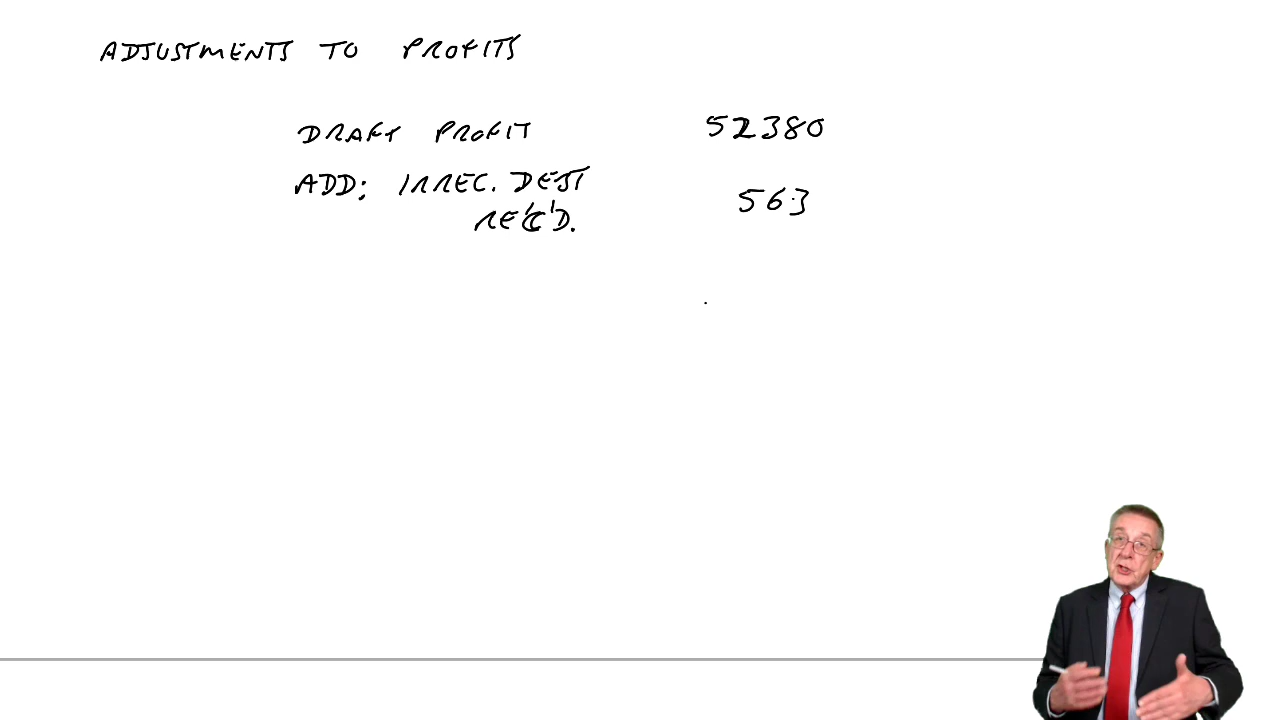 ADJUSTMENTS TO PROFITS
DRAFT PROFIT 52380
ADD: IRREC. DEBT
REC'D. 563